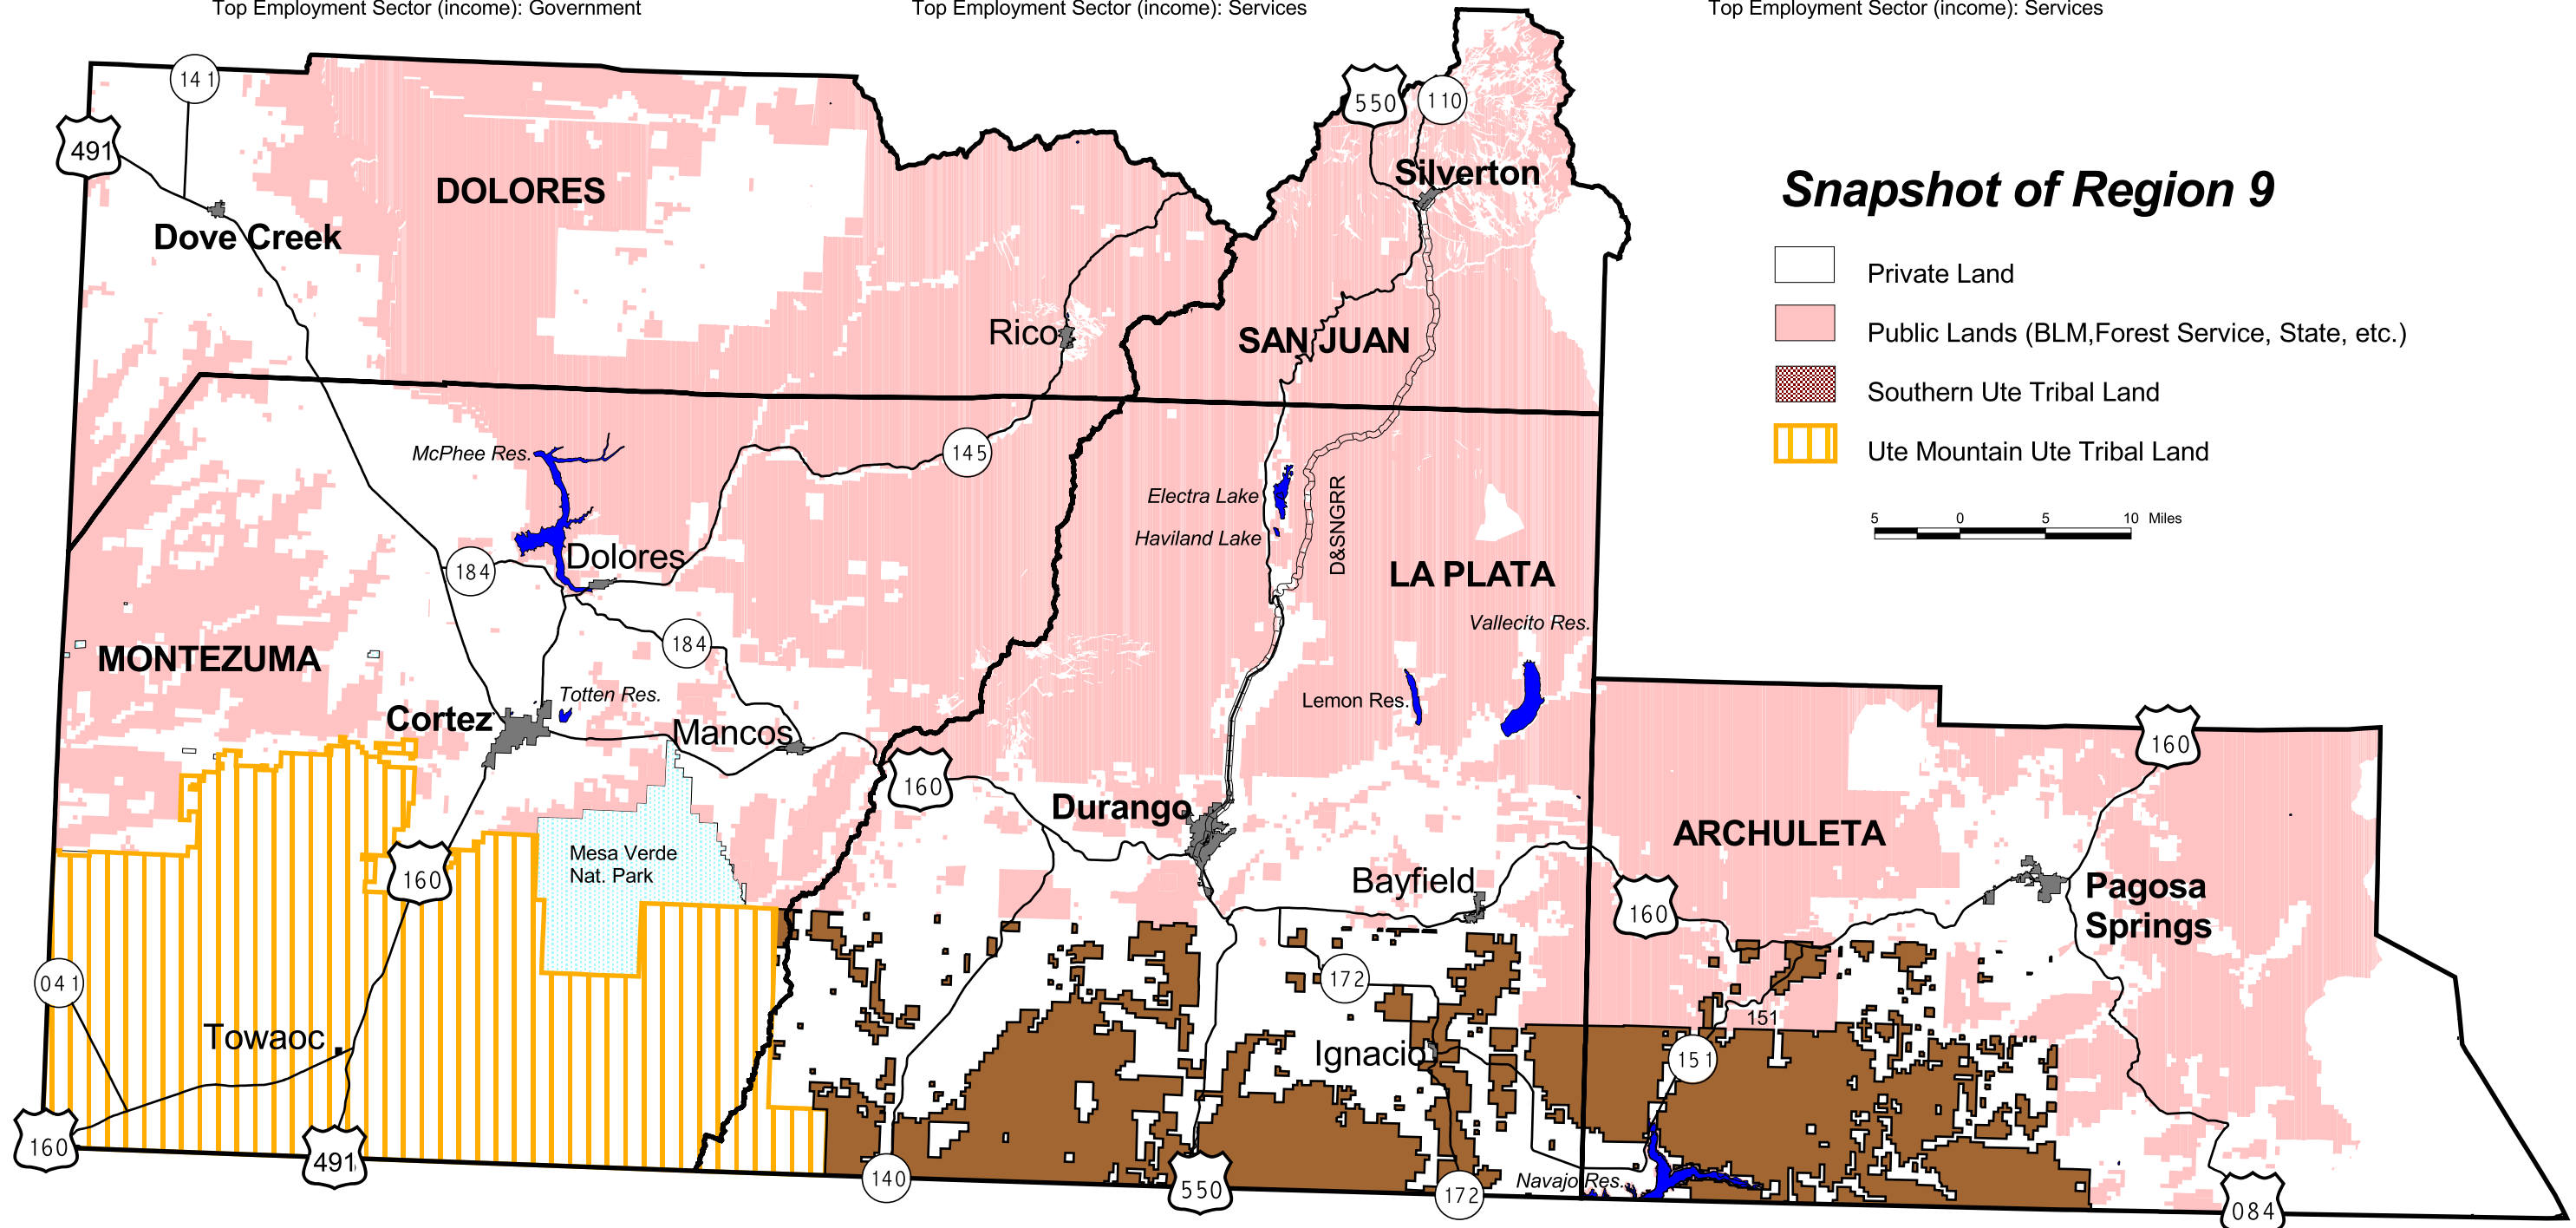 Top Employment Sector (income): Government
Top Employment Sector (income): Services
Top Employment Sector (income): Services
141
550
110
491
Silverton
DOLORES
Snapshot of Region 9
Dove Creek
Private Land
Rico
SAN JUAN
Public Lands (BLM,Forest Service, State, etc.)
Southern Ute Tribal Land
McPhee Res.
145
Ute Mountain Ute Tribal Land
Electra Lake
D&SNGRR
5 0 5 10 Miles
Haviland Lake
184
Dolores
LA PLATA
Vallecito Res.
184
MONTEZUMA
Totten Res.
Lemon Res.
Cortez
Mancos
160
160
Durango
ARCHULETA
Mesa Verde
Nat. Park
160
Bayfield
Pagosa
Springs
160
041
172
Towaoc
151
Ignacio
151
160
491
140
550
172
Navajo Res.
084